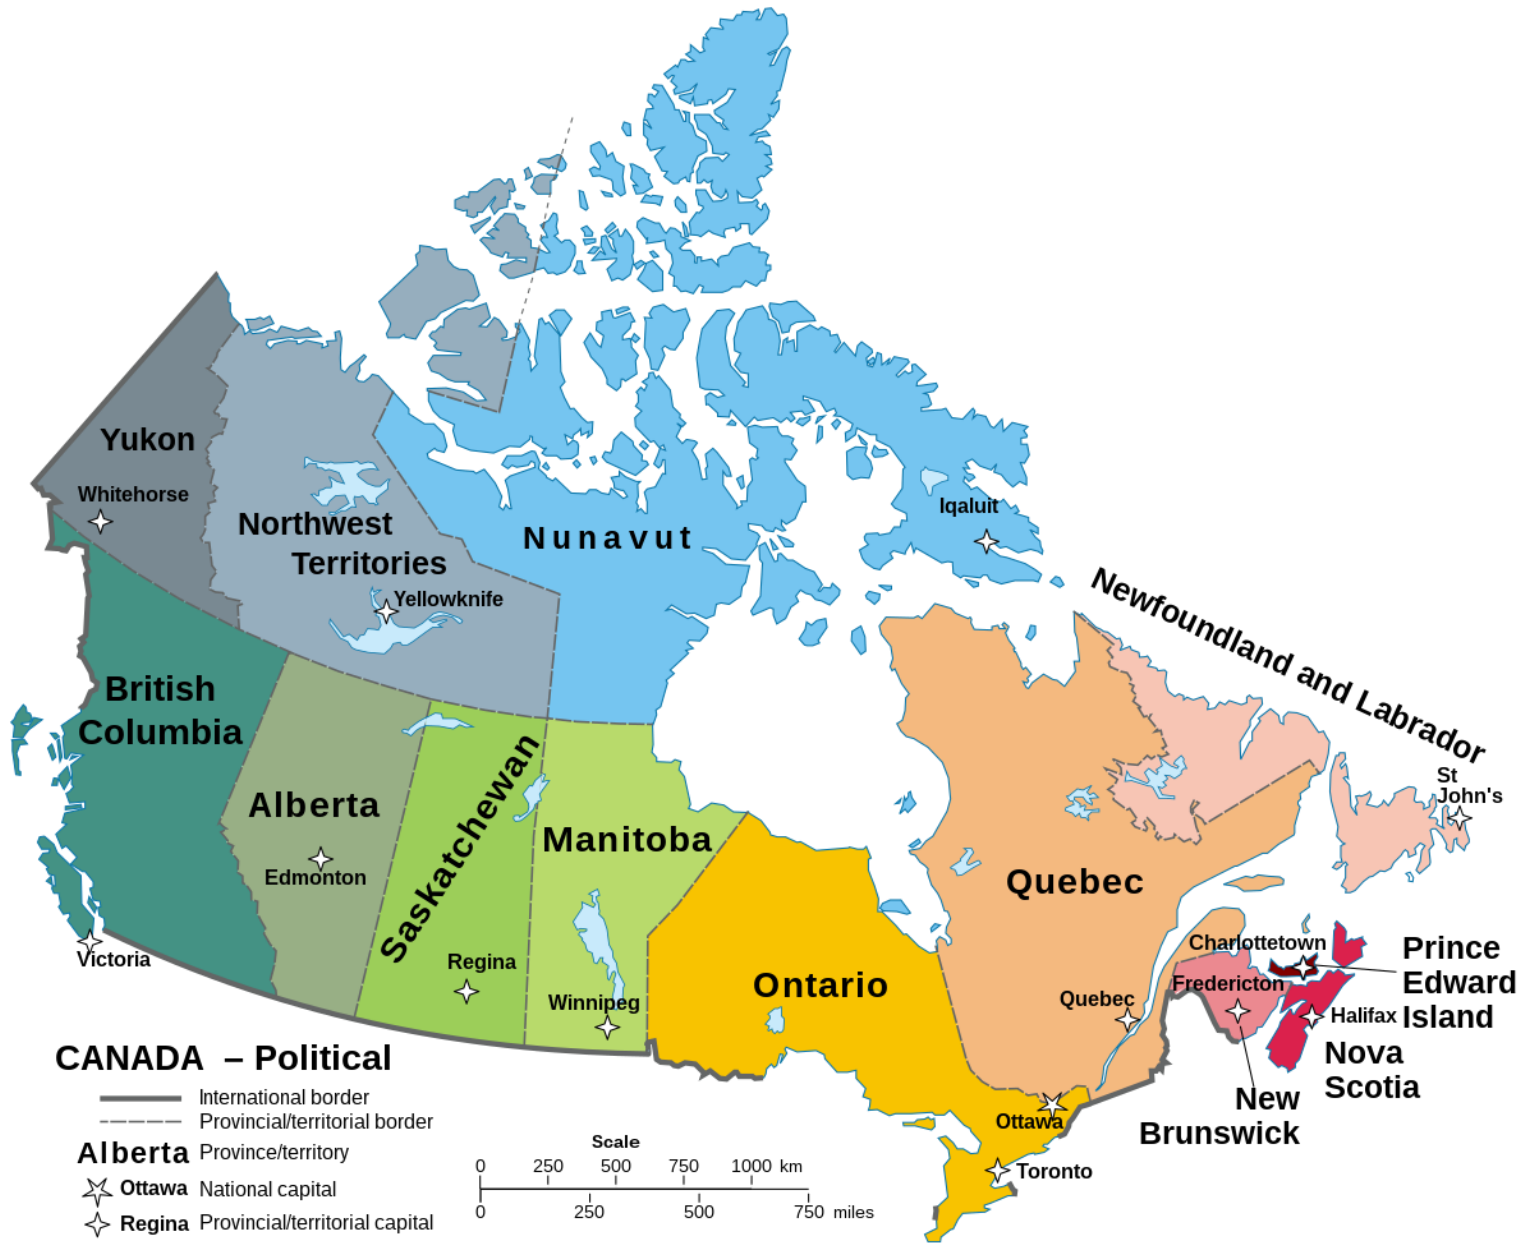 Yukon
Whitehorse
Northwest
Territories
Yellowknife
Nunavut
Iqaluit
British
Columbia
Victoria
Alberta
Edmonton
Saskatchewan
Regina
Manitoba
Winnipeg
Ontario
Ottawa
Toronto
Quebec
Quebec
Newfoundland and Labrador
St
John's
Charlottetown
Prince
Edward
Island
Fredericton
New
Brunswick
Halifax
Nova
Scotia
CANADA – Political
International border
Provincial/territorial border
Alberta Province/territory
Ottawa National capital
Regina Provincial/territorial capital
Scale
0 250 500 750 1000 km
0 250 500 750 miles